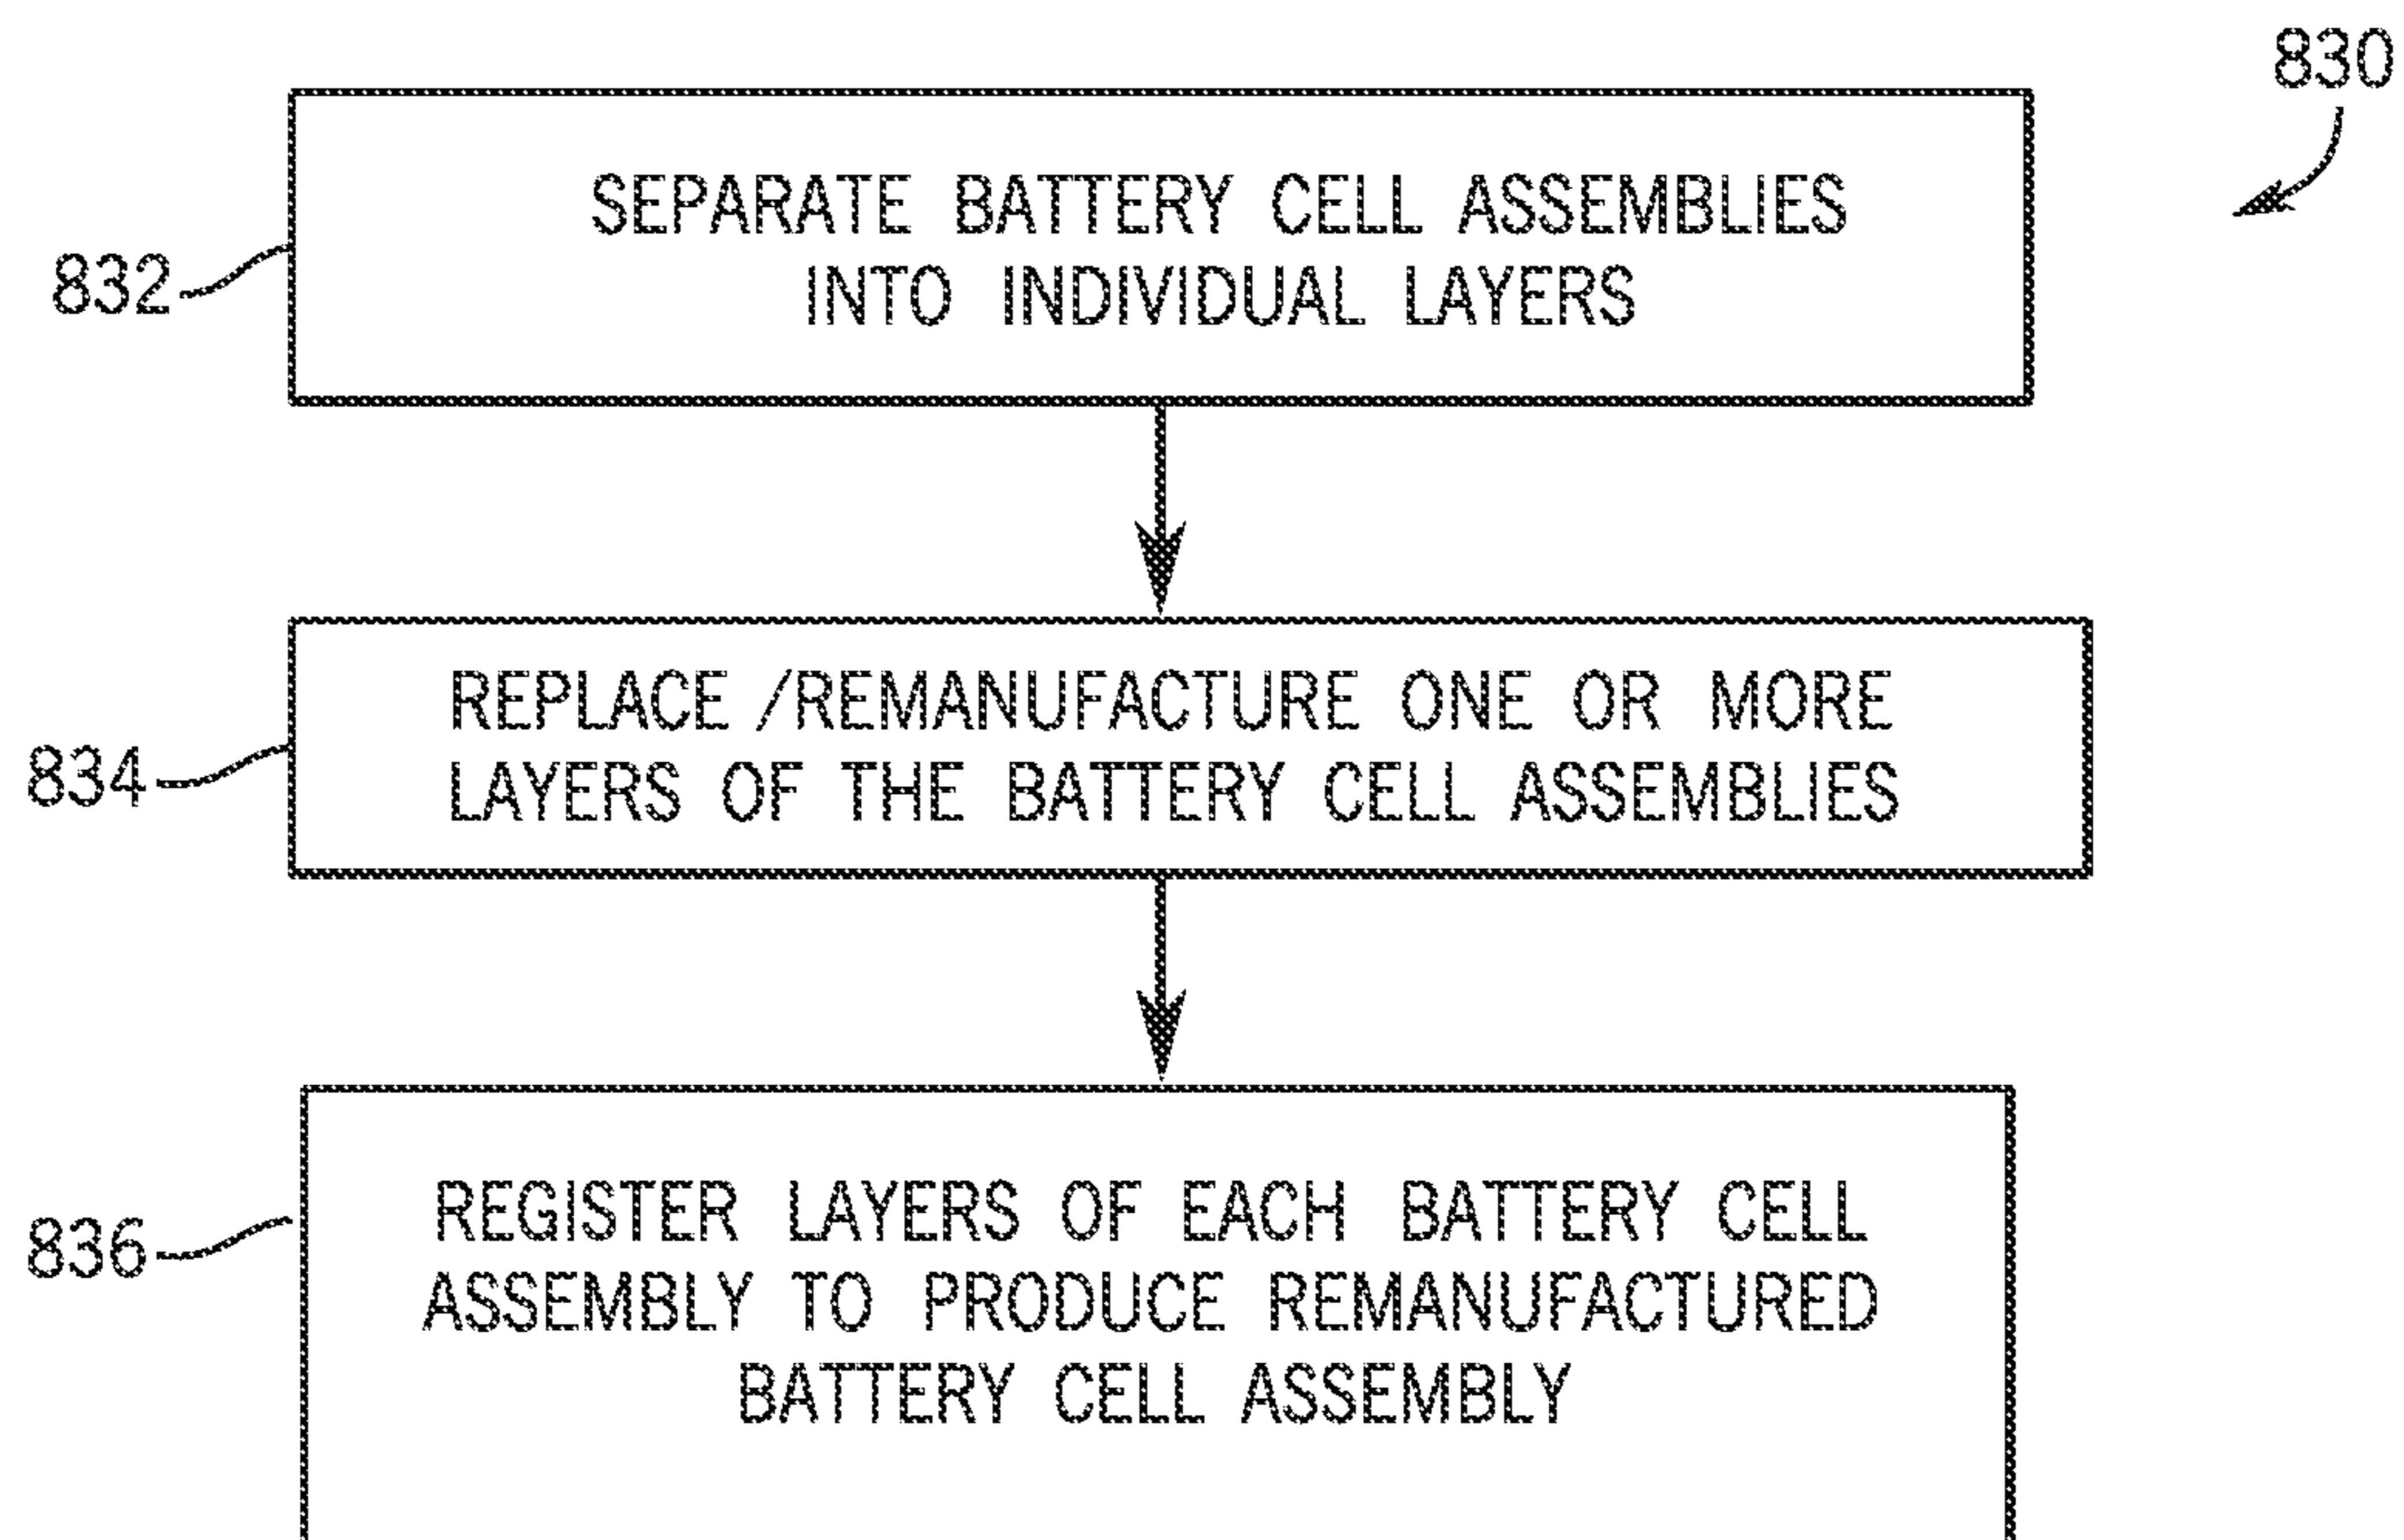 830
SEPARATE BATTERY CELL ASSEMBLIES
INTO INDIVIDUAL LAYERS
832
REPLACE /REMANUFACTURE ONE OR MORE
LAYERS OF THE BATTERY CELL ASSEMBLIES
834
REGISTER LAYERS OF EACH BATTERY CELL
ASSEMBLY TO PRODUCE REMANUFACTURED
BATTERY CELL ASSEMBLY
836